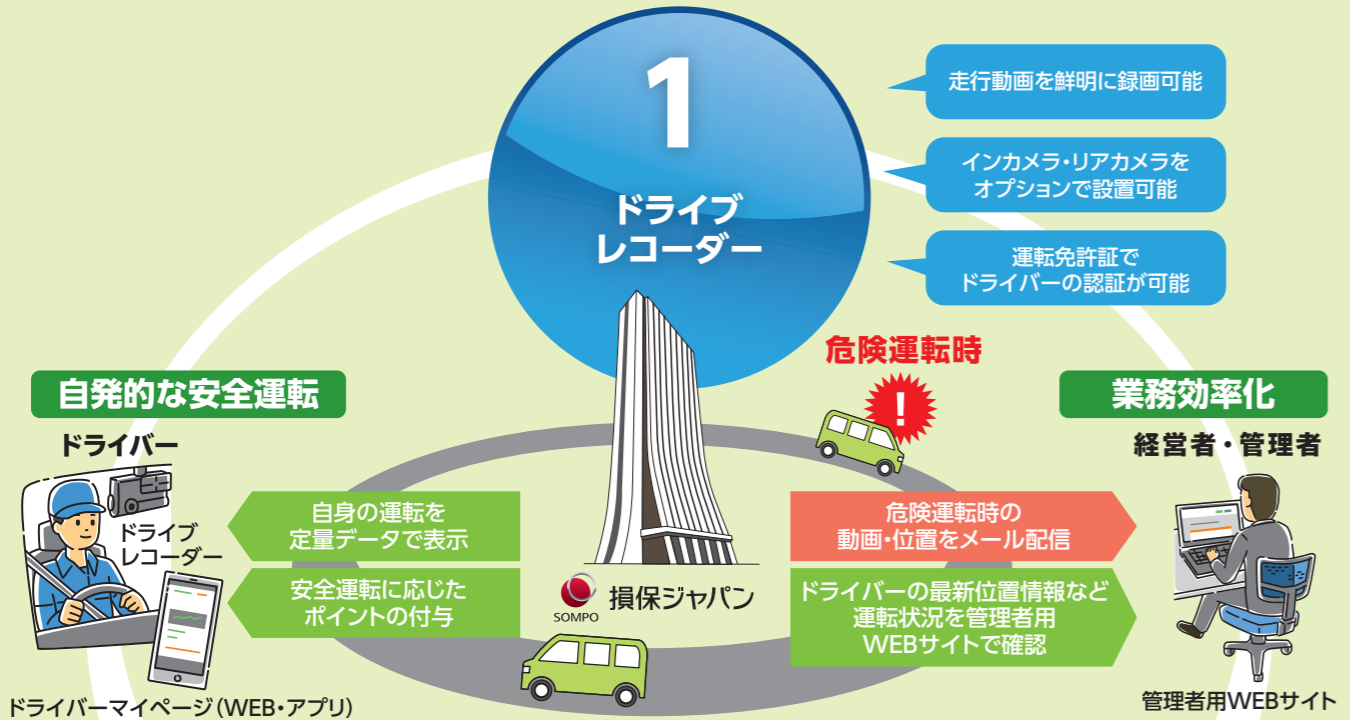 1
ドライブ
レコーダー
走行動画を鮮明に録画可能
インカメラ・リアカメラを
オプションで設置可能
運転免許証で
ドライバーの認証が可能
危険運転時
!
自発的な安全運転
ドライバー
ドライブ
レコーダー
自身の運転を
定量データで表示
安全運転に応じた
ポイントの付与
ドライバーマイページ(WEB・アプリ)
SOMPO
損保ジャパン
業務効率化
経営者・管理者
危険運転時の
動画・位置をメール配信
ドライバーの最新位置情報など
運転状況を管理者用
WEBサイトで確認
管理者用WEBサイト